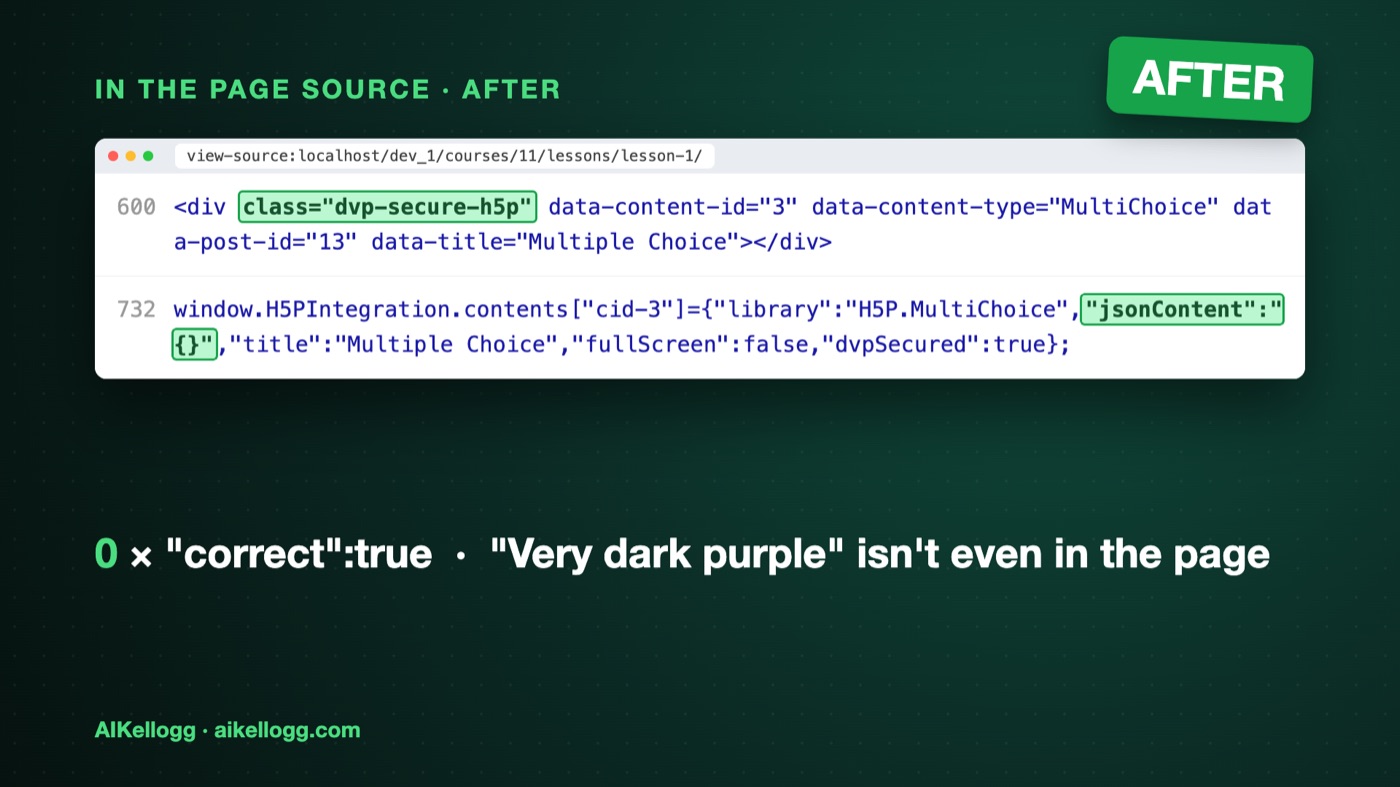 IN THE PAGE SOURCE · AFTER
AFTER
view-source:localhost/dev_1/courses/11/lessons/lesson-1/
600 <div class="dvp-secure-h5p" data-content-id="3" data-content-type="MultiChoice" dat
a-post-id="13" data-title="Multiple Choice"></div>
732 window.H5PIntegration.contents["cid-3"]={"library":"H5P.MultiChoice","jsonContent":"
{}","title":"Multiple Choice","fullScreen":false,"dvpSecured":true};
0 × "correct":true · "Very dark purple" isn't even in the page
AIKellogg · aikellogg.com